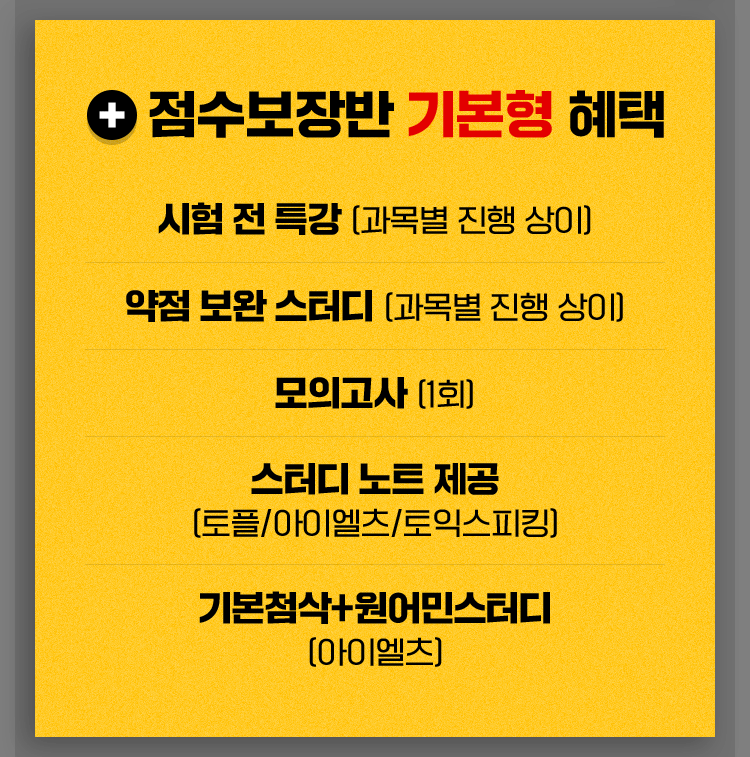 점수보장반 기본형 혜택
시험 전 특강 (과목별 진행 상이)
약점 보완 스터디 (과목별 진행 상이)
모의고사 (1회)
스터디 노트 제공
(토플/아이엘츠/토익스피킹)
기본첨삭+원어민스터디
(아이엘츠)